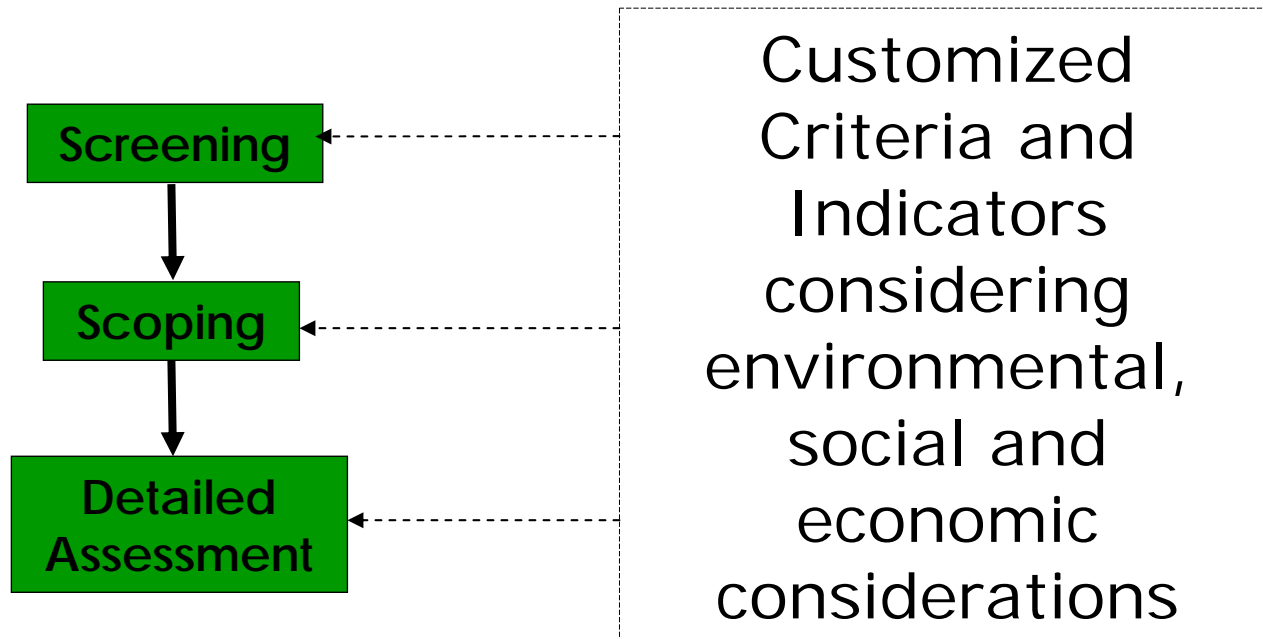 Screening
Scoping
Detailed
Assessment
Customized
Criteria and
Indicators
considering
environmental,
social and
economic
considerations